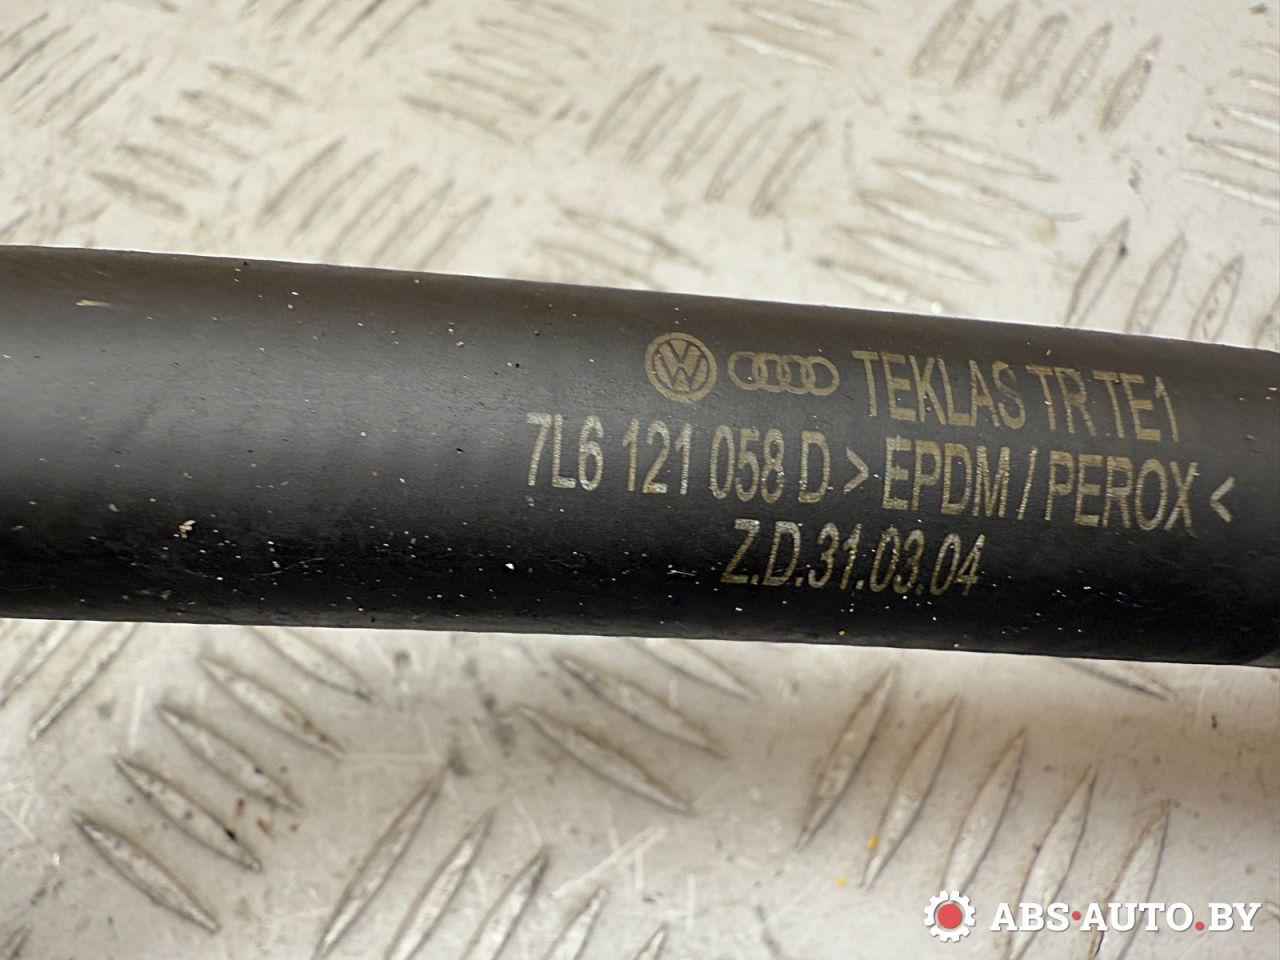 TEKLAS TR TE1
7L6 121 058 D > EPDM / PEROX <
Z.D.31.03.04
ABS-AUTO.BY